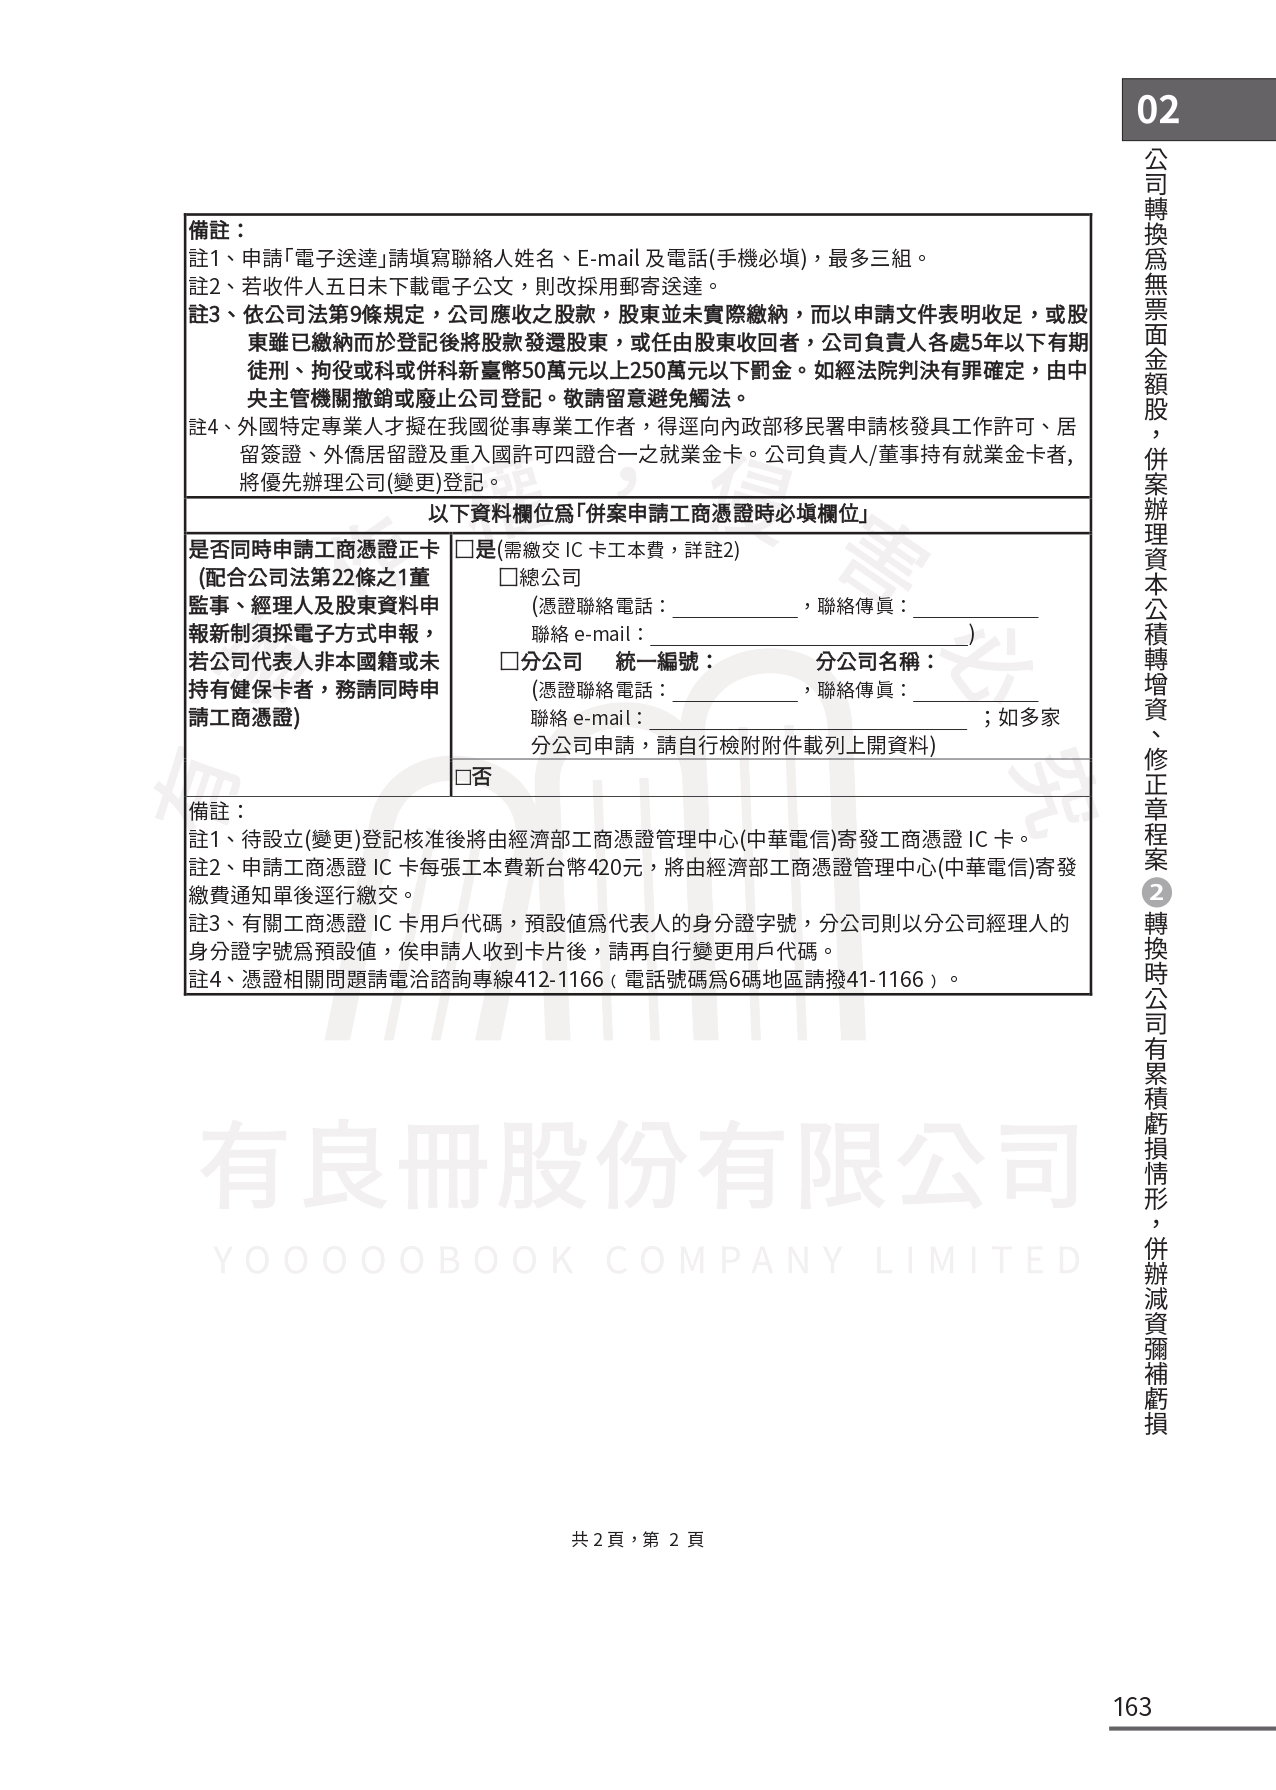 02
公司轉換為無票面金額股，併案辦理資本公積轉增資、修正章程案❷轉換時公司有累積虧損情形，併辦減資彌補虧損
備註：
註1、申請｢電子送達｣請填寫聯絡人姓名、E-mail 及電話(手機必填)，最多三組。
註2、若收件人五日未下載電子公文，則改採用郵寄送達。
註3、依公司法第9條規定，公司應收之股款，股東並未實際繳納，而以申請文件表明收足，或股
東雖已繳納而於登記後將股款發還股東，或任由股東收回者，公司負責人各處5年以下有期
徒刑、拘役或科或併科新臺幣50萬元以上250萬元以下罰金。如經法院判決有罪確定，由中
央主管機關撤銷或廢止公司登記。敬請留意避免觸法。
註4、外國特定專業人才擬在我國從事專業工作者，得逕向內政部移民署申請核發具工作許可、居
留簽證、外僑居留證及重入國許可四證合一之就業金卡。公司負責人/董事持有就業金卡者,
將優先辦理公司(變更)登記。
以下資料欄位為｢併案申請工商憑證時必填欄位｣
是否同時申請工商憑證正卡
(配合公司法第22條之1董
監事、經理人及股東資料申
報新制須採電子方式申報，
若公司代表人非本國籍或未
持有健保卡者，務請同時申
請工商憑證)
□是(需繳交 IC 卡工本費，詳註2)
□總公司
(憑證聯絡電話：____________，聯絡傳真：____________
聯絡 e-mail：______________________________)
□分公司 統一編號： 分公司名稱：
(憑證聯絡電話：____________，聯絡傳真：____________
聯絡 e-mail：______________________________ ；如多家
分公司申請，請自行檢附附件載列上開資料)
□否
備註：
註1、待設立(變更)登記核准後將由經濟部工商憑證管理中心(中華電信)寄發工商憑證 IC 卡。
註2、申請工商憑證 IC 卡每張工本費新台幣420元，將由經濟部工商憑證管理中心(中華電信)寄發
繳費通知單後逕行繳交。
註3、有關工商憑證 IC 卡用戶代碼，預設值為代表人的身分證字號，分公司則以分公司經理人的
身分證字號為預設值，俟申請人收到卡片後，請再自行變更用戶代碼。
註4、憑證相關問題請電洽諮詢專線412-1166﹙電話號碼為6碼地區請撥41-1166﹚。
有著作權，侵害必究
有良冊股份有限公司
YOOOOOBOOK COMPANY LIMITED
共 2 頁，第 2 頁
163